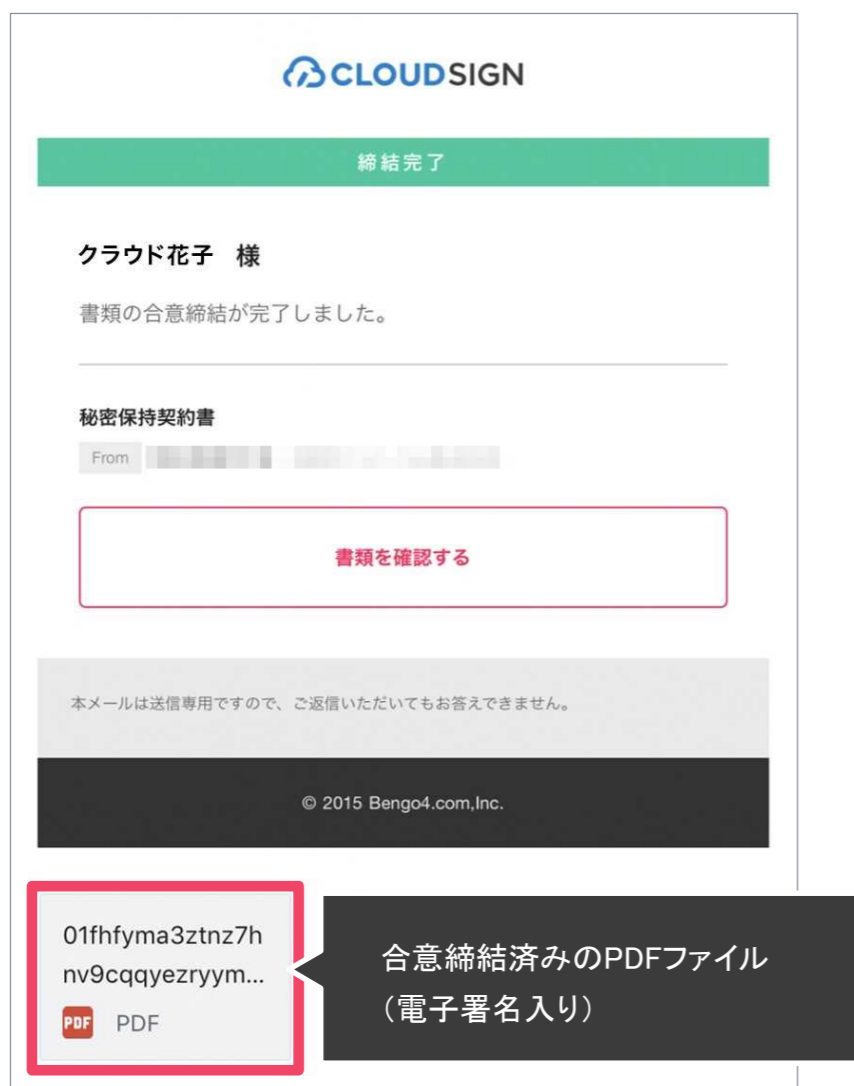 CLOUDSIGN
締結完了
クラウド花子 様
書類の合意締結が完了しました。
秘密保持契約書
From
書類を確認する
本メールは送信専用ですので、ご返信いただいてもお答えできません。
© 2015 Bengo4.com,Inc.
01fhfyma3ztnz7h
nv9cqqyezryym...
PDF PDF
合意締結済みのPDFファイル
（電子署名入り）